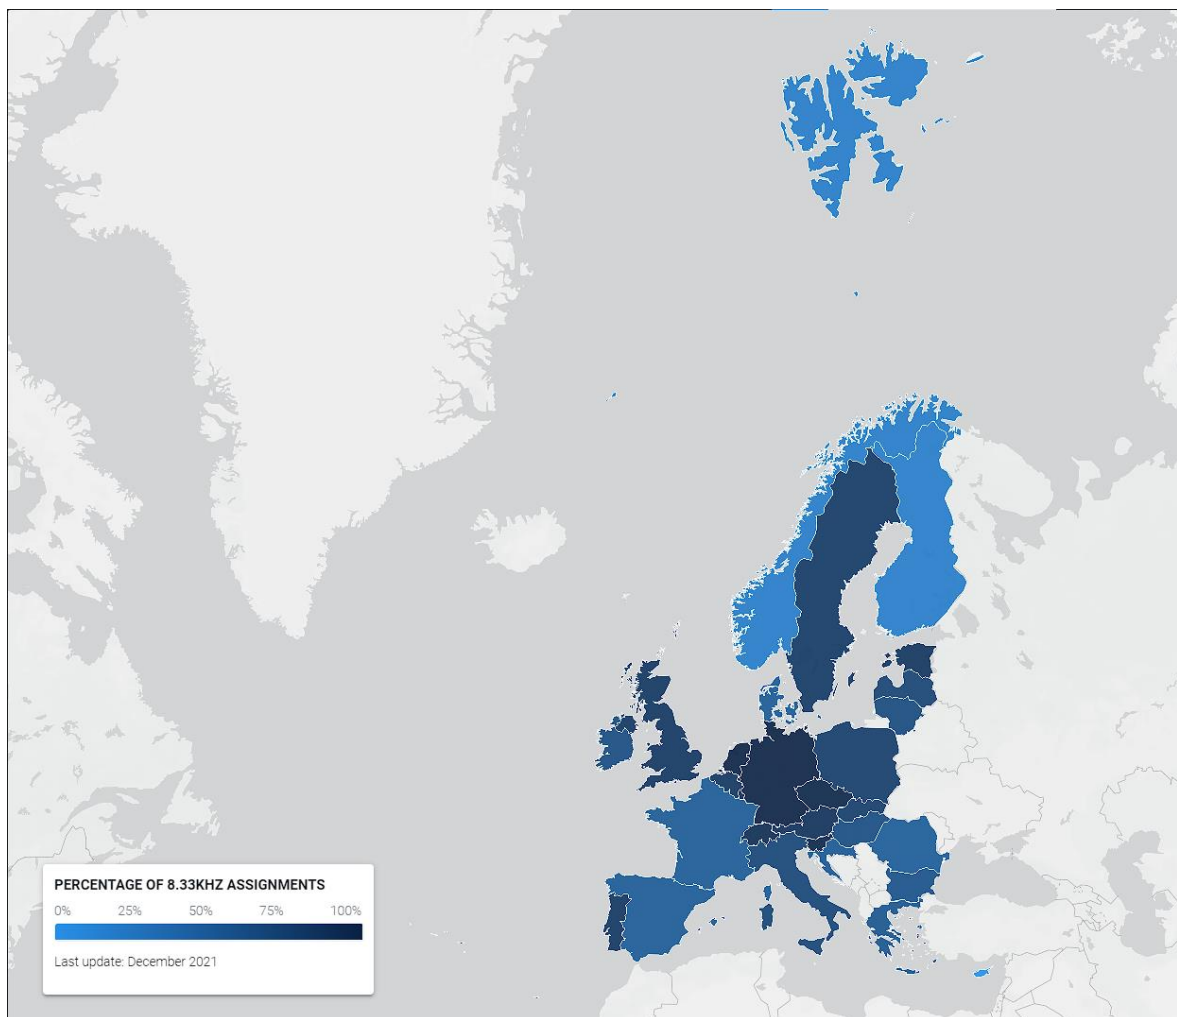 PERCENTAGE OF 8.33KHZ ASSIGNMENTS
0% 25% 50% 75% 100%
Last update: December 2021